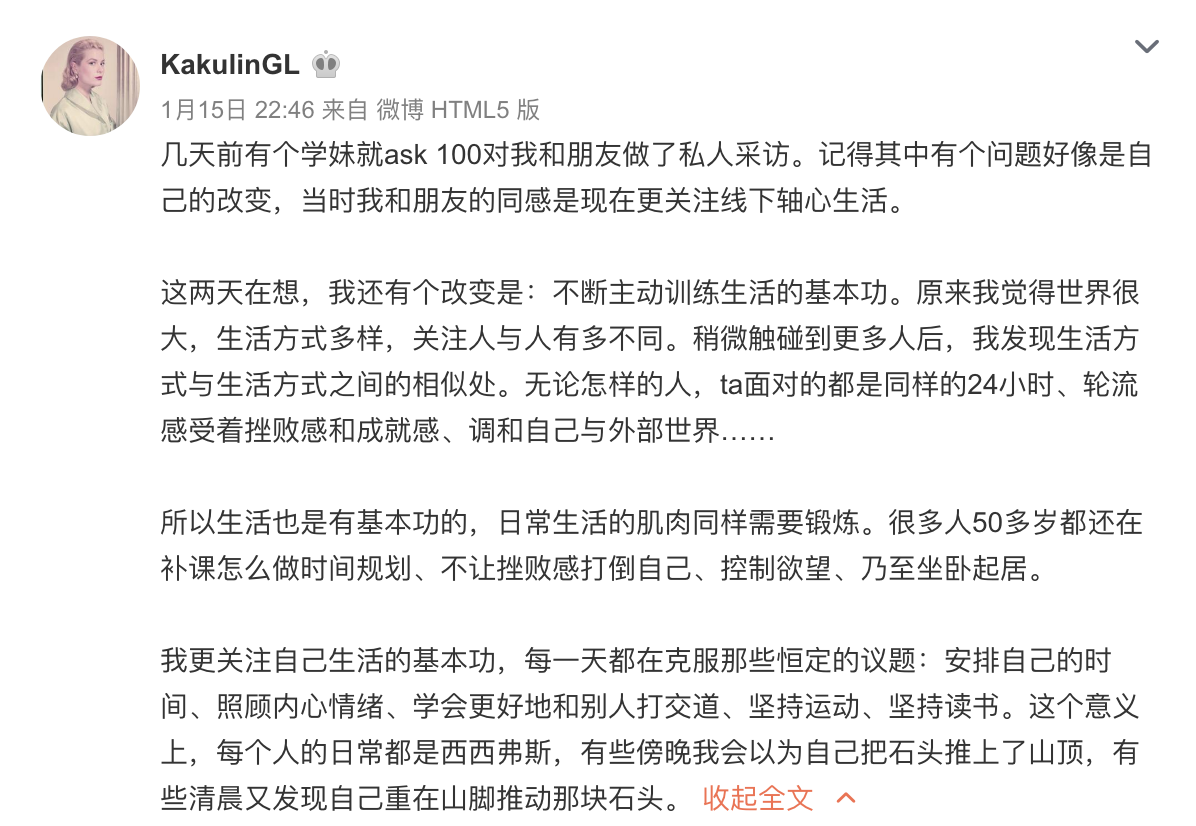 KakulinGL
1月15日 22:46 来自 微博 HTML5 版
几天前有个学妹就ask 100对我和朋友做了私人采访。记得其中有个问题好像是自
己的改变，当时我和朋友的同感是现在更关注线下轴心生活。
这两天在想，我还有个改变是：不断主动训练生活的基本功。原来我觉得世界很
大，生活方式多样，关注人与人有多不同。稍微触碰到更多人后，我发现生活方
式与生活方式之间的相似处。无论怎样的人，ta面对的都是同样的24小时、轮流
感受着挫败感和成就感、调和自己与外部世界……
所以生活也是有基本功的，日常生活的肌肉同样需要锻炼。很多人50多岁都还在
补课怎么做时间规划、不让挫败感打倒自己、控制欲望、乃至坐卧起居。
我更关注自己生活的基本功，每一天都在克服那些恒定的议题：安排自己的时
间、照顾内心情绪、学会更好地和别人打交道、坚持运动、坚持读书。这个意义
上，每个人的日常都是西西弗斯，有些傍晚我会以为自己把石头推上了山顶，有
些清晨又发现自己重在山脚推动那块石头。 收起全文